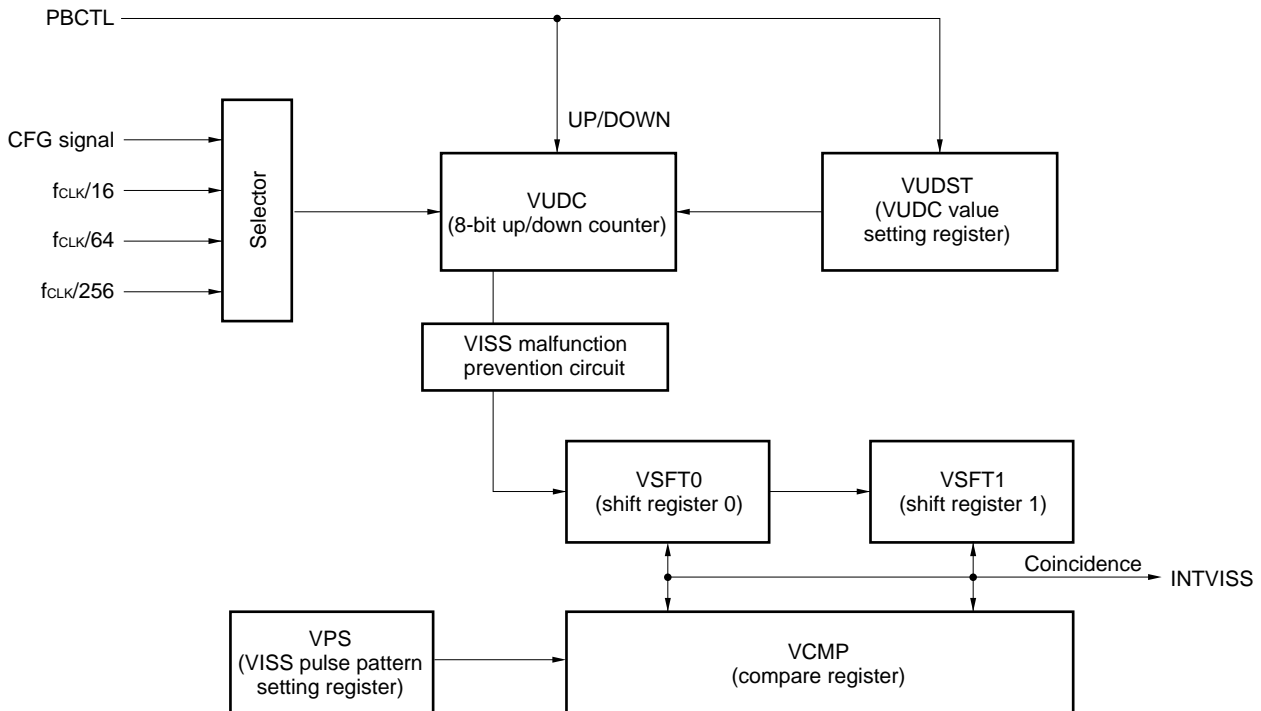 PBCTL
UP/DOWN
CFG signal
fCLK/16
fCLK/64
fCLK/256
Selector
VUDC
(8-bit up/down counter)
VUDST
(VUDC value
setting register)
VISS malfunction
prevention circuit
VSFT0
(shift register 0)
VSFT1
(shift register 1)
Coincidence
INTVISS
VPS
(VISS pulse pattern
setting register)
VCMP
(compare register)